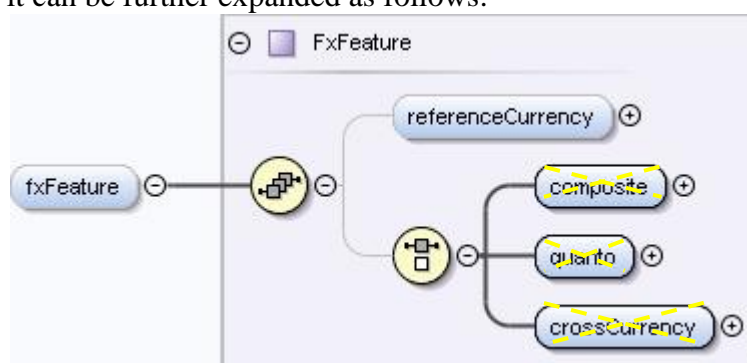 it can be further expanded as follows:
FxFeature
referenceCurrency
fxFeature
composite
quanto
crossCurrency